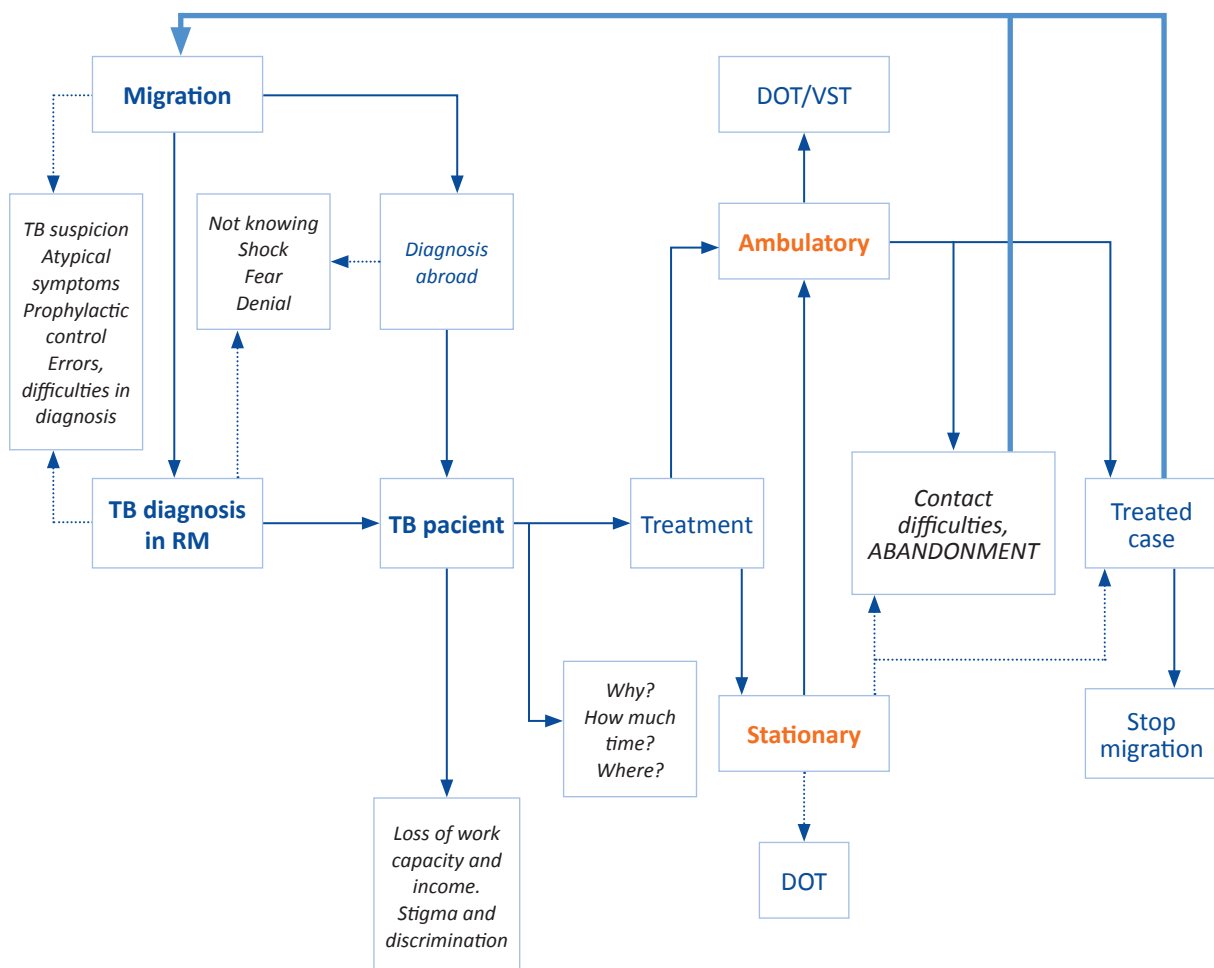 Migration
DOT/VST
TB suspicion
Atypical
symptoms
Prophylactic
control
Errors,
difficulties in
diagnosis
Not knowing
Shock
Fear
Denial
Diagnosis
abroad
Ambulatory
TB diagnosis
in RM
TB pacient
Treatment
Contact
difficulties,
ABANDONMENT
Treated
case
Why?
How much
time?
Where?
Stationary
Stop
migration
Loss of work
capacity and
income.
Stigma and
discrimination
DOT